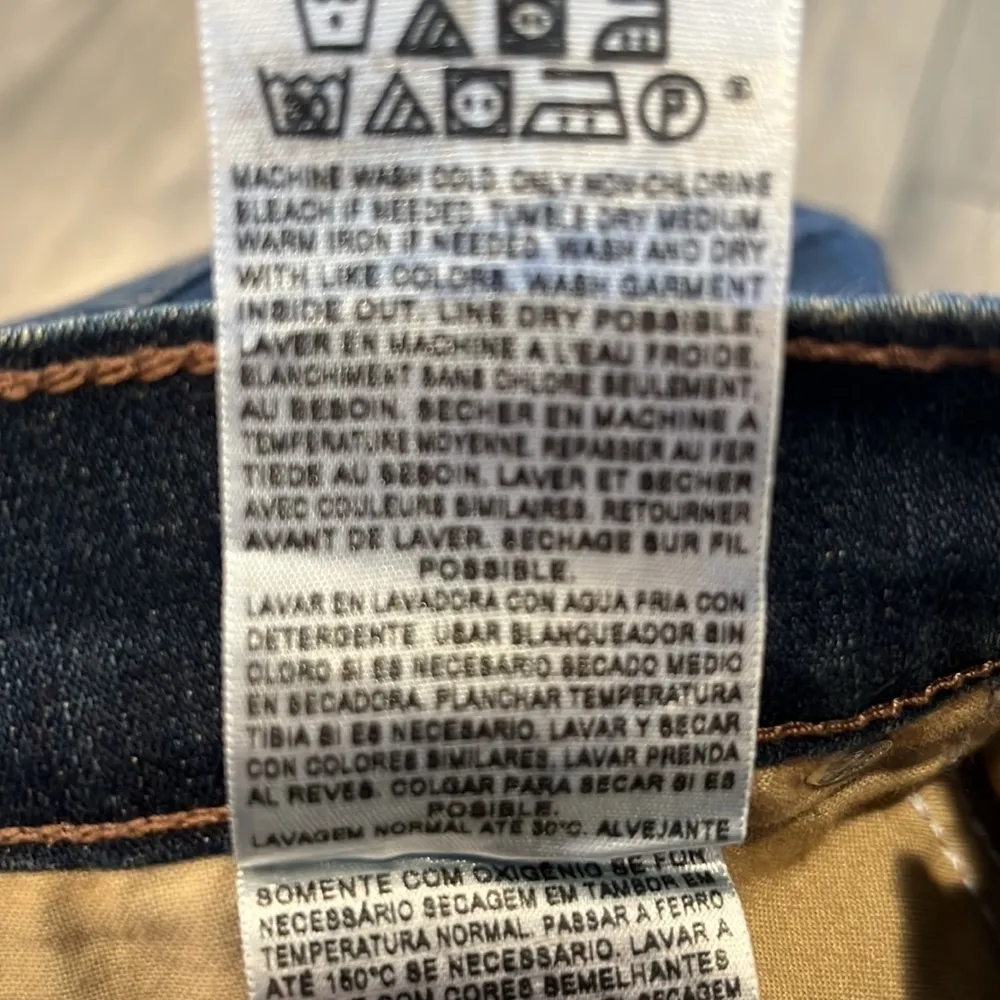 30 P ®
MACHINE WASH COLD. ONLY NON-CHLORINE
BLEACH IF NEEDED. TUMBLE DRY MEDIUM.
WARM IRON IF NEEDED. WASH AND DRY
WITH LIKE COLORS. WASH GARMENT
INSIDE OUT. LINE DRY POSSIBLE.
LAVER EN MACHINE A L'EAU FROIDE.
BLANCHIMENT SANS CHLORE SEULEMENT,
AU BESOIN. SECHER EN MACHINE A
TEMPERATURE MOYENNE. REPASSER AU FER
TIEDE AU BESOIN. LAVER ET SECHER
AVEC COULEURS SIMILAIRES. RETOURNER
AVANT DE LAVER. SECHAGE SUR FIL
POSSIBLE.
LAVAR EN LAVADORA CON AGUA FRIA CON
DETERGENTE. USAR BLANQUEADOR SIN
CLORO SI ES NECESARIO. SECADO MEDIO
EN SECADORA. PLANCHAR TEMPERATURA
TIBIA SI ES NECESARIO. LAVAR Y SECAR
CON COLORES SIMILARES. LAVAR PRENDA
AL REVES. COLGAR PARA SECAR SI ES
POSIBLE.
LAVAGEM NORMAL ATÉ 30°C. ALVEJANTE
SOMENTE COM OXIGÊNIO SE FOR
NECESSÁRIO. SECAGEM EM TAMBOR EM
TEMPERATURA NORMAL. PASSAR A FERRO
ATÉ 150°C SE NECESSÁRIO. LAVAR A
COM CORES SEMELHANTES
SECAGEM